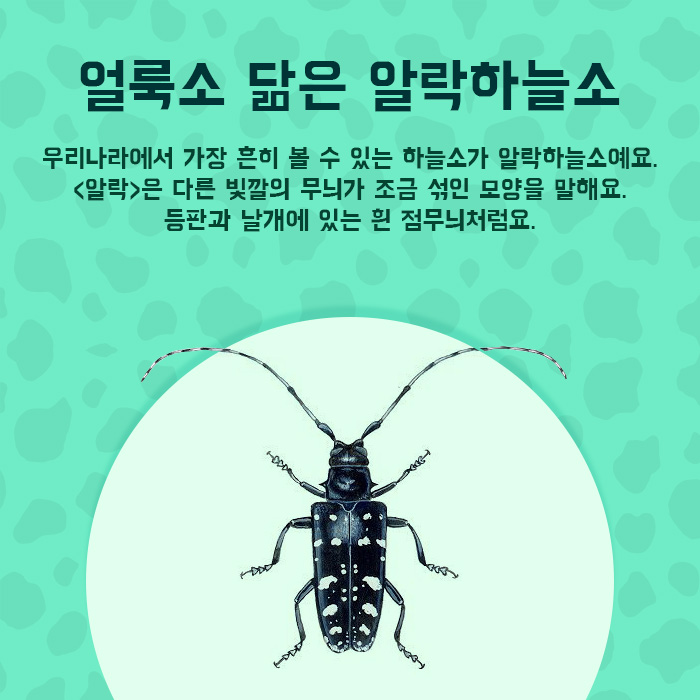 얼룩소 닮은 알락하늘소
우리나라에서 가장 흔히 볼 수 있는 하늘소가 알락하늘소예요.
<알락>은 다른 빛깔의 무늬가 조금 섞인 모양을 말해요.
등판과 날개에 있는 흰 점무늬처럼요.